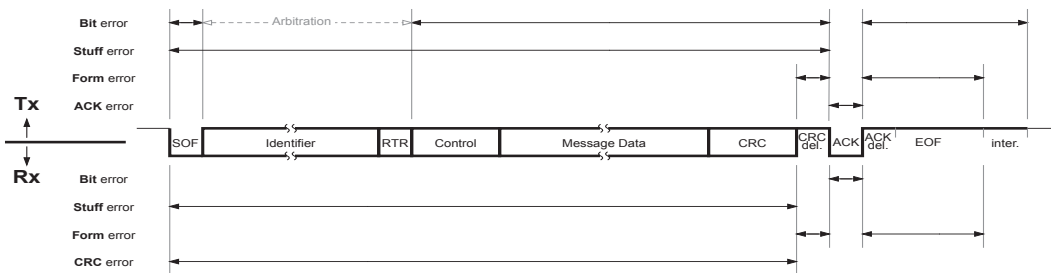 Bit error
Arbitration
Stuff error
Form error
ACK error
Tx
SOF Identifier RTR Control Message Data CRC CRC del. ACK ACK del. EOF inter.
Rx
Bit error
Stuff error
Form error
CRC error